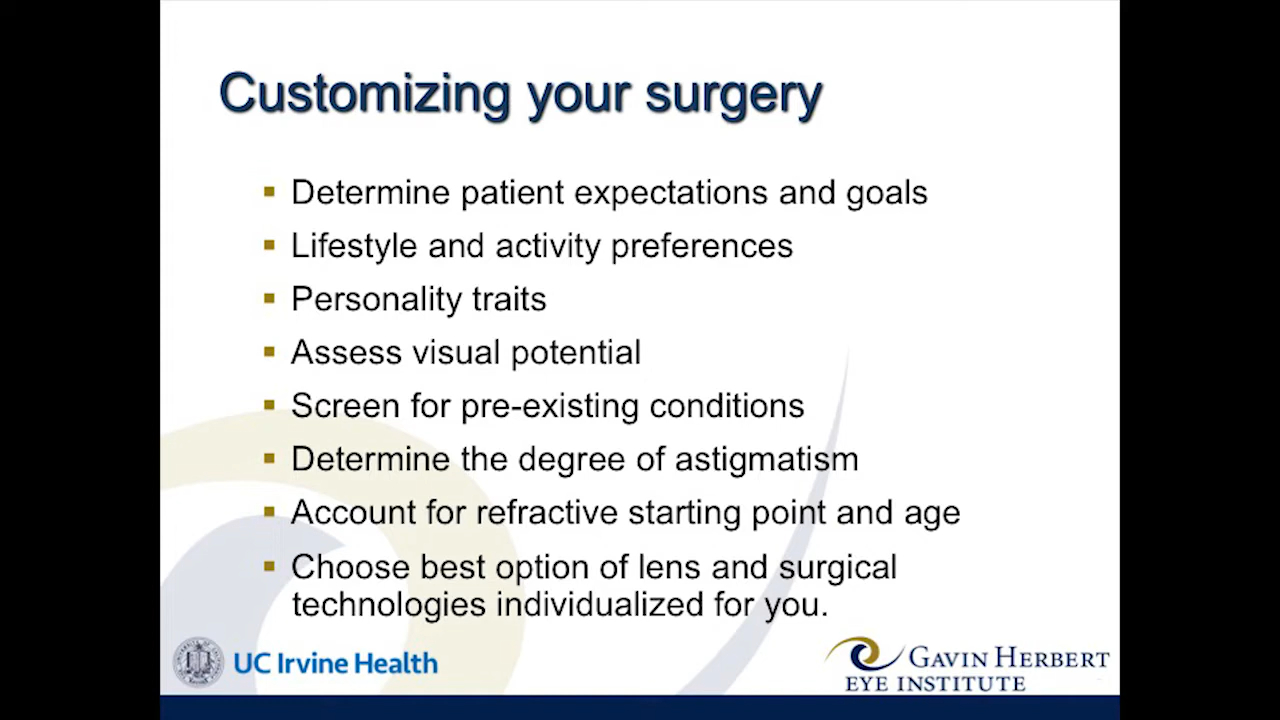 Customizing your surgery
Determine patient expectations and goals
Lifestyle and activity preferences
Personality traits
Assess visual potential
Screen for pre-existing conditions
Determine the degree of astigmatism
Account for refractive starting point and age
Choose best option of lens and surgical
technologies individualized for you.
UC Irvine Health
GAVIN HERBERT
EYE INSTITUTE